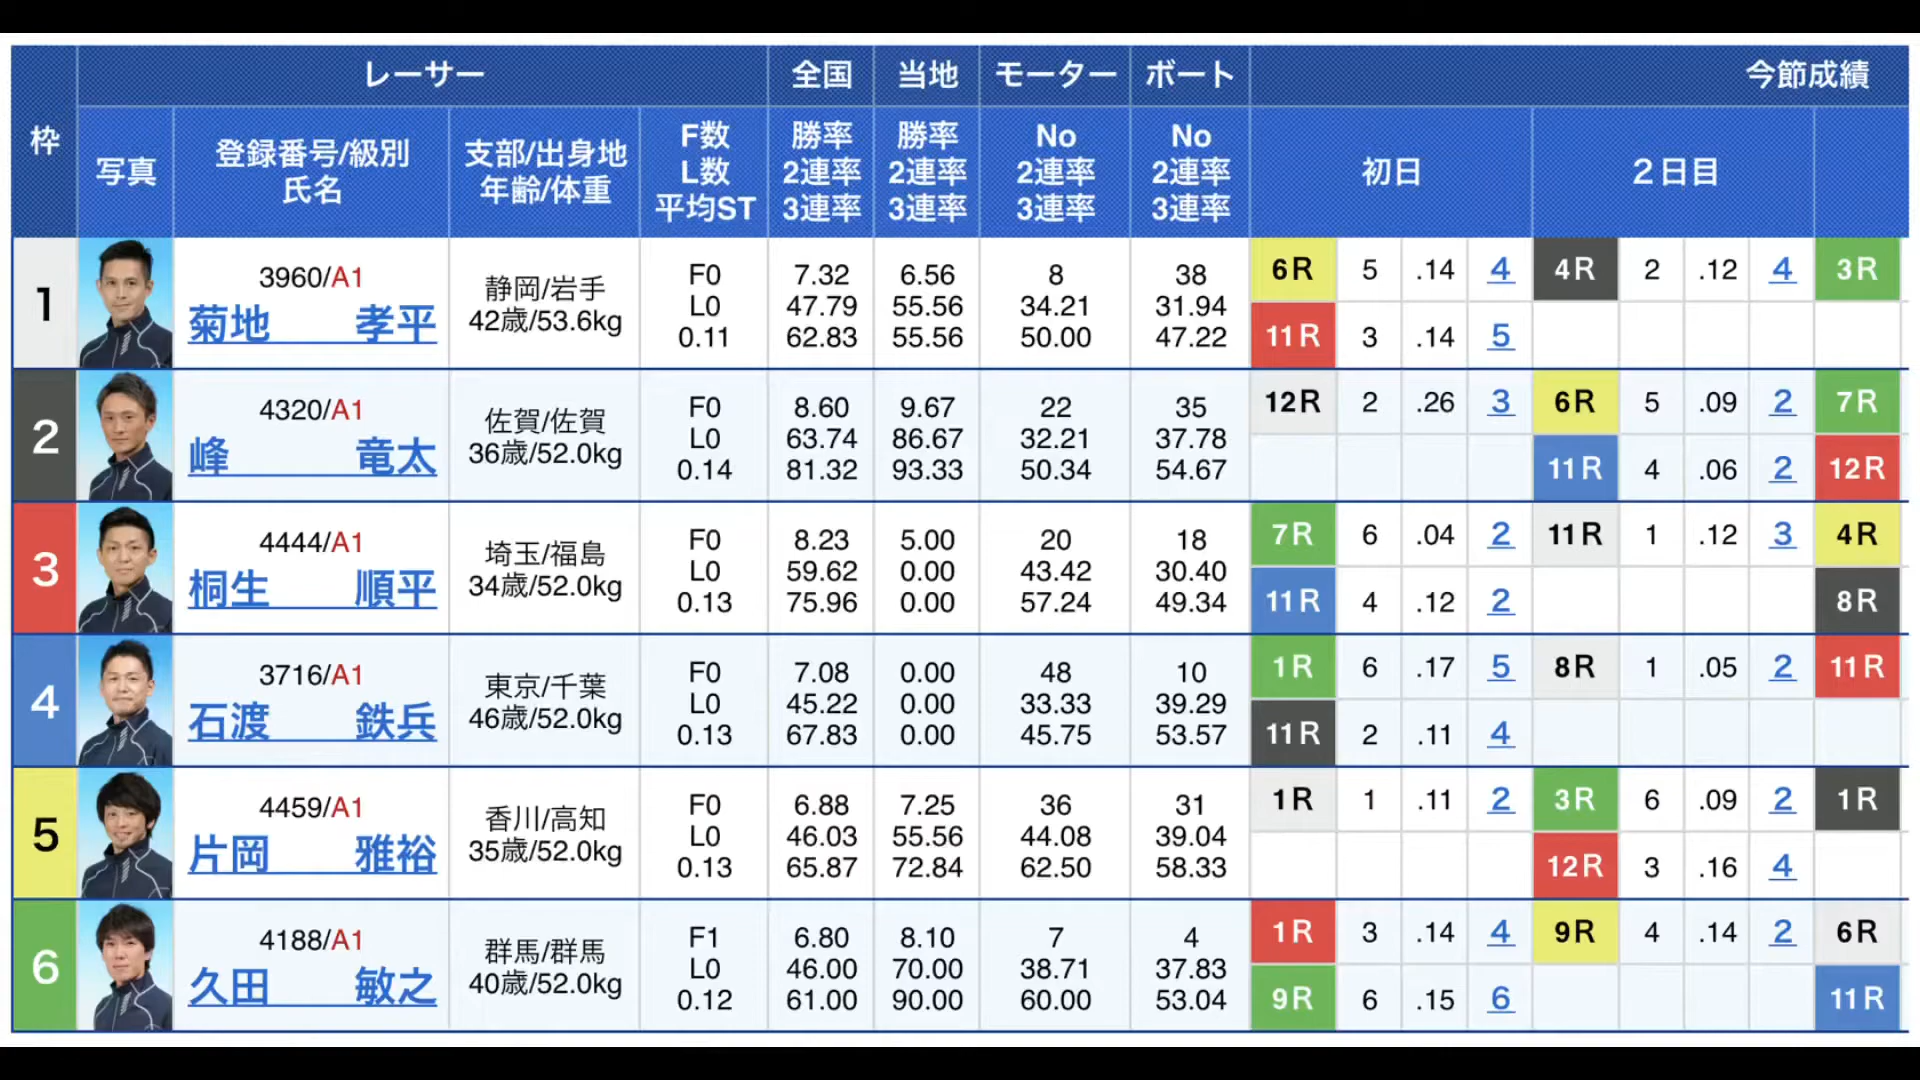 枠 レーサー 全国 当地 モーター ボート 今節成績
写真 登録番号/級別 氏名 支部/出身地 年齢/体重 F数 L数 平均ST 勝率 2連率 3連率 勝率 2連率 3連率 No 2連率 3連率 No 2連率 3連率 初日 2日目
1 3960/A1 静岡/岩手 F0 7.32 6.56 8 38 6R 5 .14 4 4R 2 .12 4 3R
菊地 孝平 42歳/53.6kg L0 47.79 55.56 34.21 31.94
0.11 62.83 55.56 50.00 47.22 11R 3 .14 5
2 4320/A1 佐賀/佐賀 F0 8.60 9.67 22 35 12R 2 .26 3 6R 5 .09 2 7R
峰 竜太 36歳/52.0kg L0 63.74 86.67 32.21 37.78
0.14 81.32 93.33 50.34 54.67 11R 4 .06 2 12R
3 4444/A1 埼玉/福島 F0 8.23 5.00 20 18 7R 6 .04 2 11R 1 .12 3 4R
桐生 順平 34歳/52.0kg L0 59.62 0.00 43.42 30.40
0.13 75.96 0.00 57.24 49.34 11R 4 .12 2 8R
4 3716/A1 東京/千葉 F0 7.08 0.00 48 10 1R 6 .17 5 8R 1 .05 2 11R
石渡 鉄兵 46歳/52.0kg L0 45.22 0.00 33.33 39.29
0.13 67.83 0.00 45.75 53.57 11R 2 .11 4
5 4459/A1 香川/高知 F0 6.88 7.25 36 31 1R 1 .11 2 3R 6 .09 2 1R
片岡 雅裕 35歳/52.0kg L0 46.03 55.56 44.08 39.04
0.13 65.87 72.84 62.50 58.33 12R 3 .16 4
6 4188/A1 群馬/群馬 F1 6.80 8.10 7 4 1R 3 .14 4 9R 4 .14 2 6R
久田 敏之 40歳/52.0kg L0 46.00 70.00 38.71 37.83
0.12 61.00 90.00 60.00 53.04 9R 6 .15 6 11R